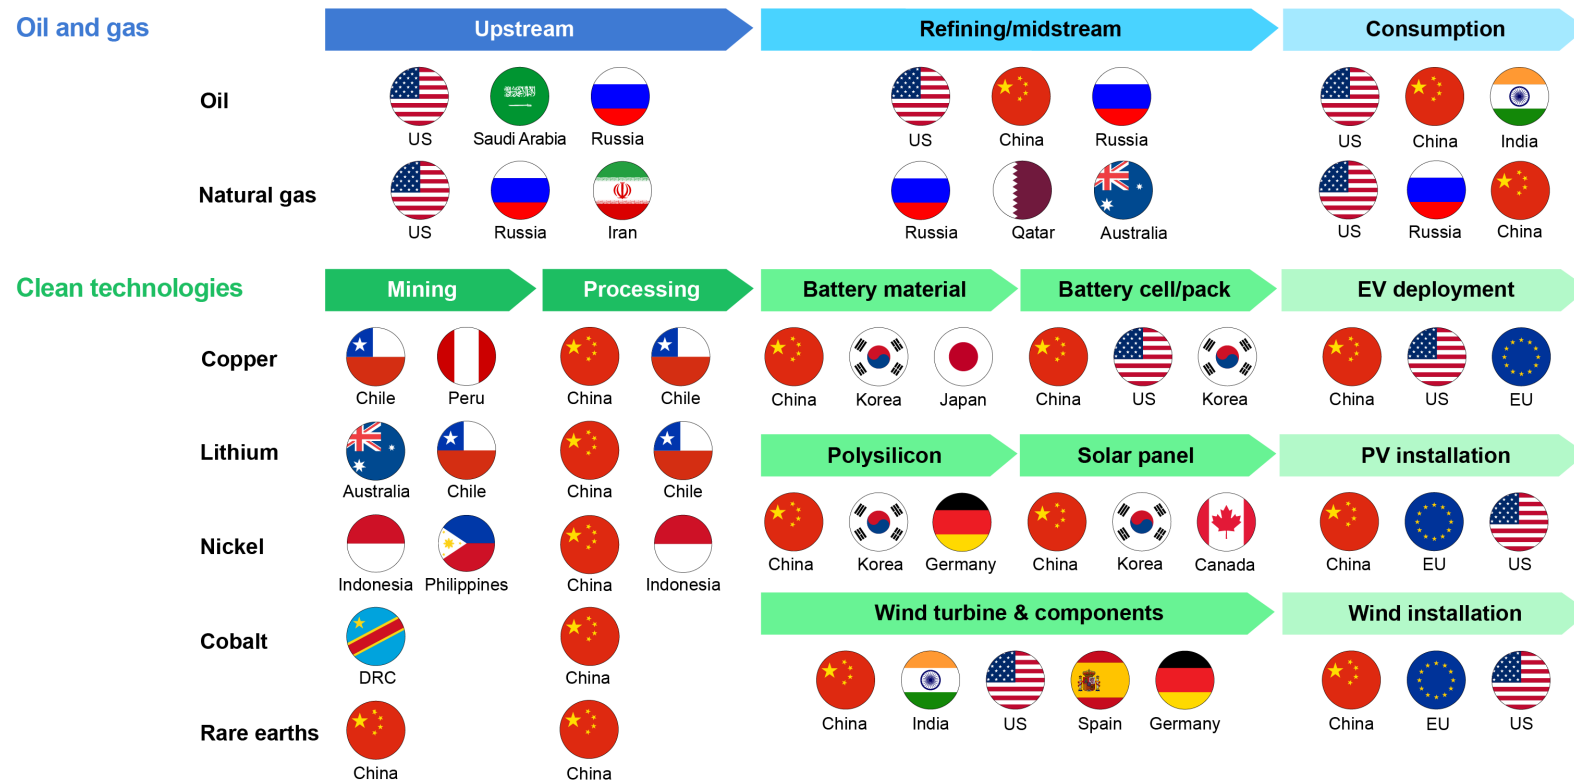 Oil and gas
Upstream
Refining/midstream
Consumption
Oil
US
Saudi Arabia
Russia
US
China
Russia
US
China
India
Natural gas
US
Russia
Iran
Russia
Qatar
Australia
US
Russia
China
Clean technologies
Mining
Processing
Battery material
Battery cell/pack
EV deployment
Copper
Chile
Peru
China
Chile
China
Korea
Japan
China
US
Korea
China
US
EU
Lithium
Australia
Chile
China
Chile
Polysilicon
Solar panel
PV installation
Nickel
Indonesia
Philippines
China
Indonesia
China
Korea
Germany
China
Korea
Canada
China
EU
US
Cobalt
DRC
China
Wind turbine & components
Wind installation
China
India
US
Spain
Germany
China
EU
US
Rare earths
China
China